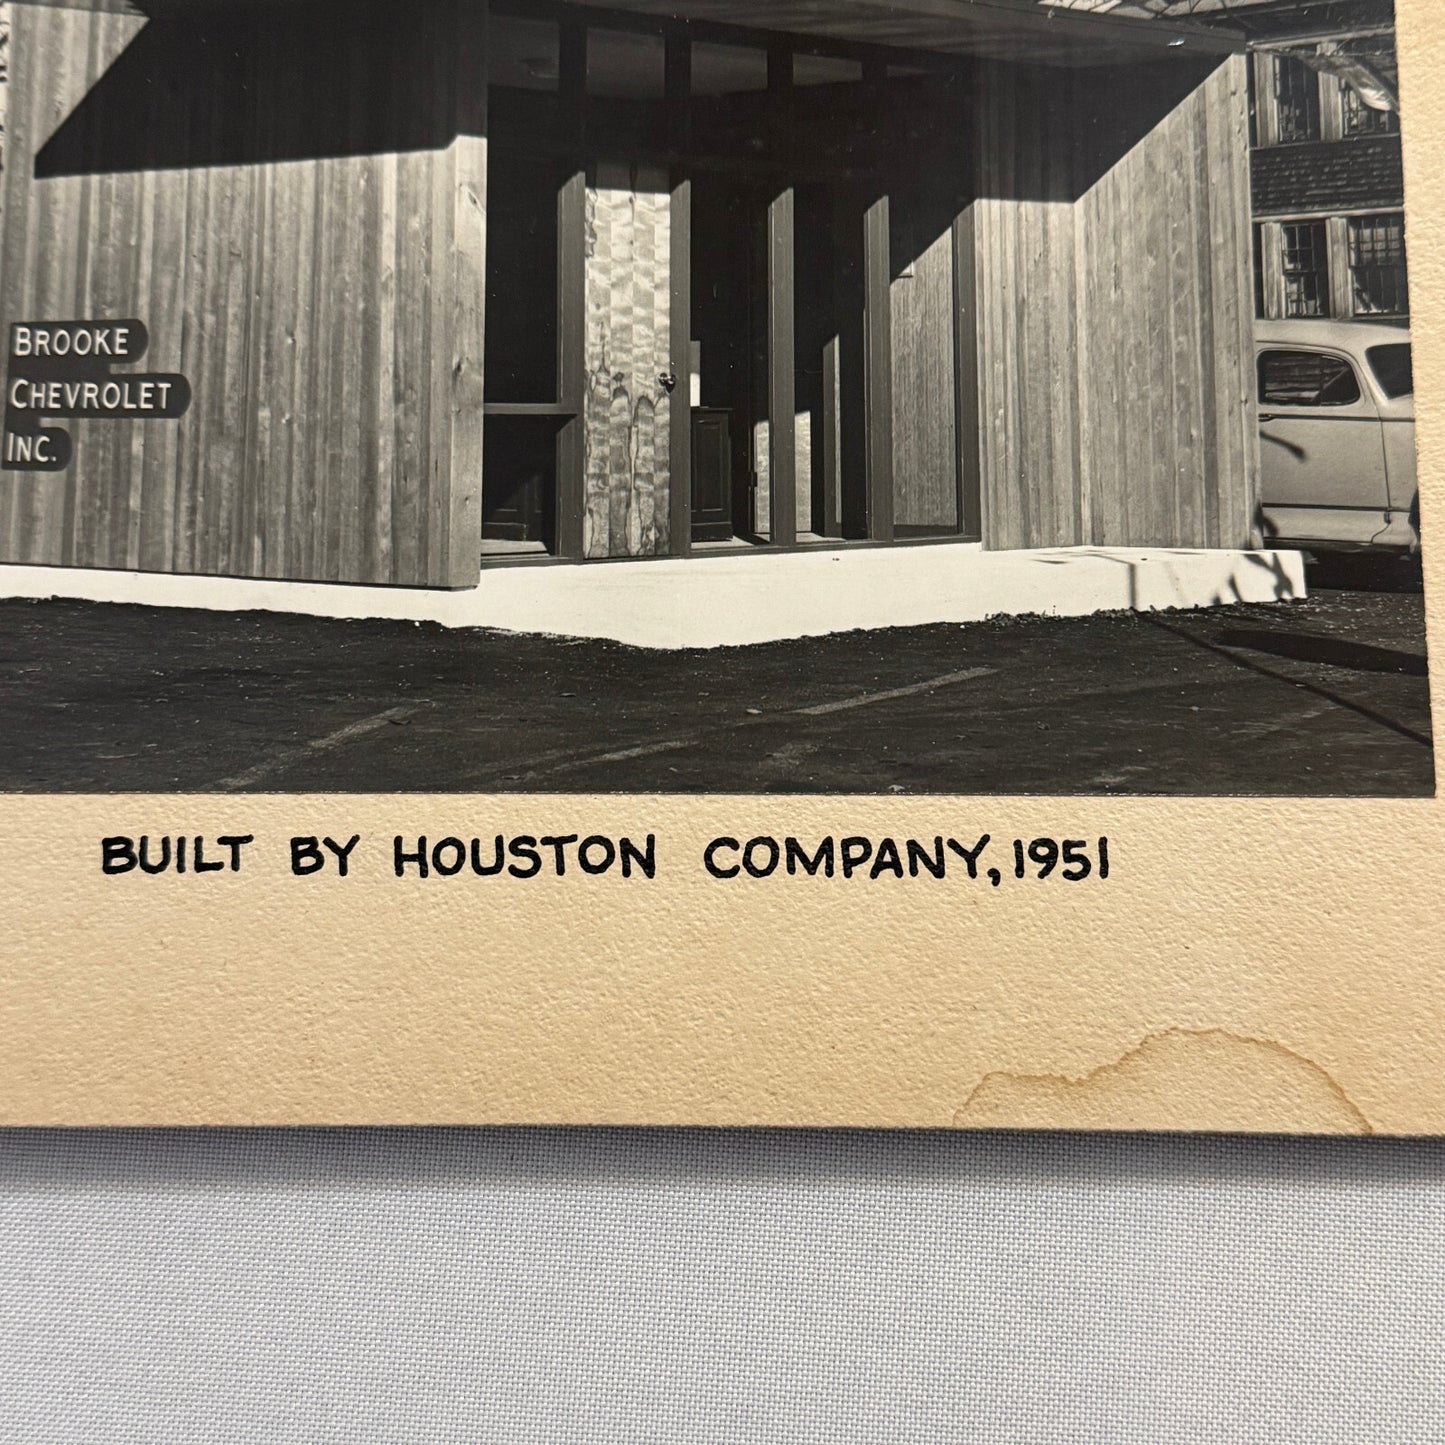 BROOKE
CHEVROLET
INC.
BUILT BY HOUSTON COMPANY, 1951